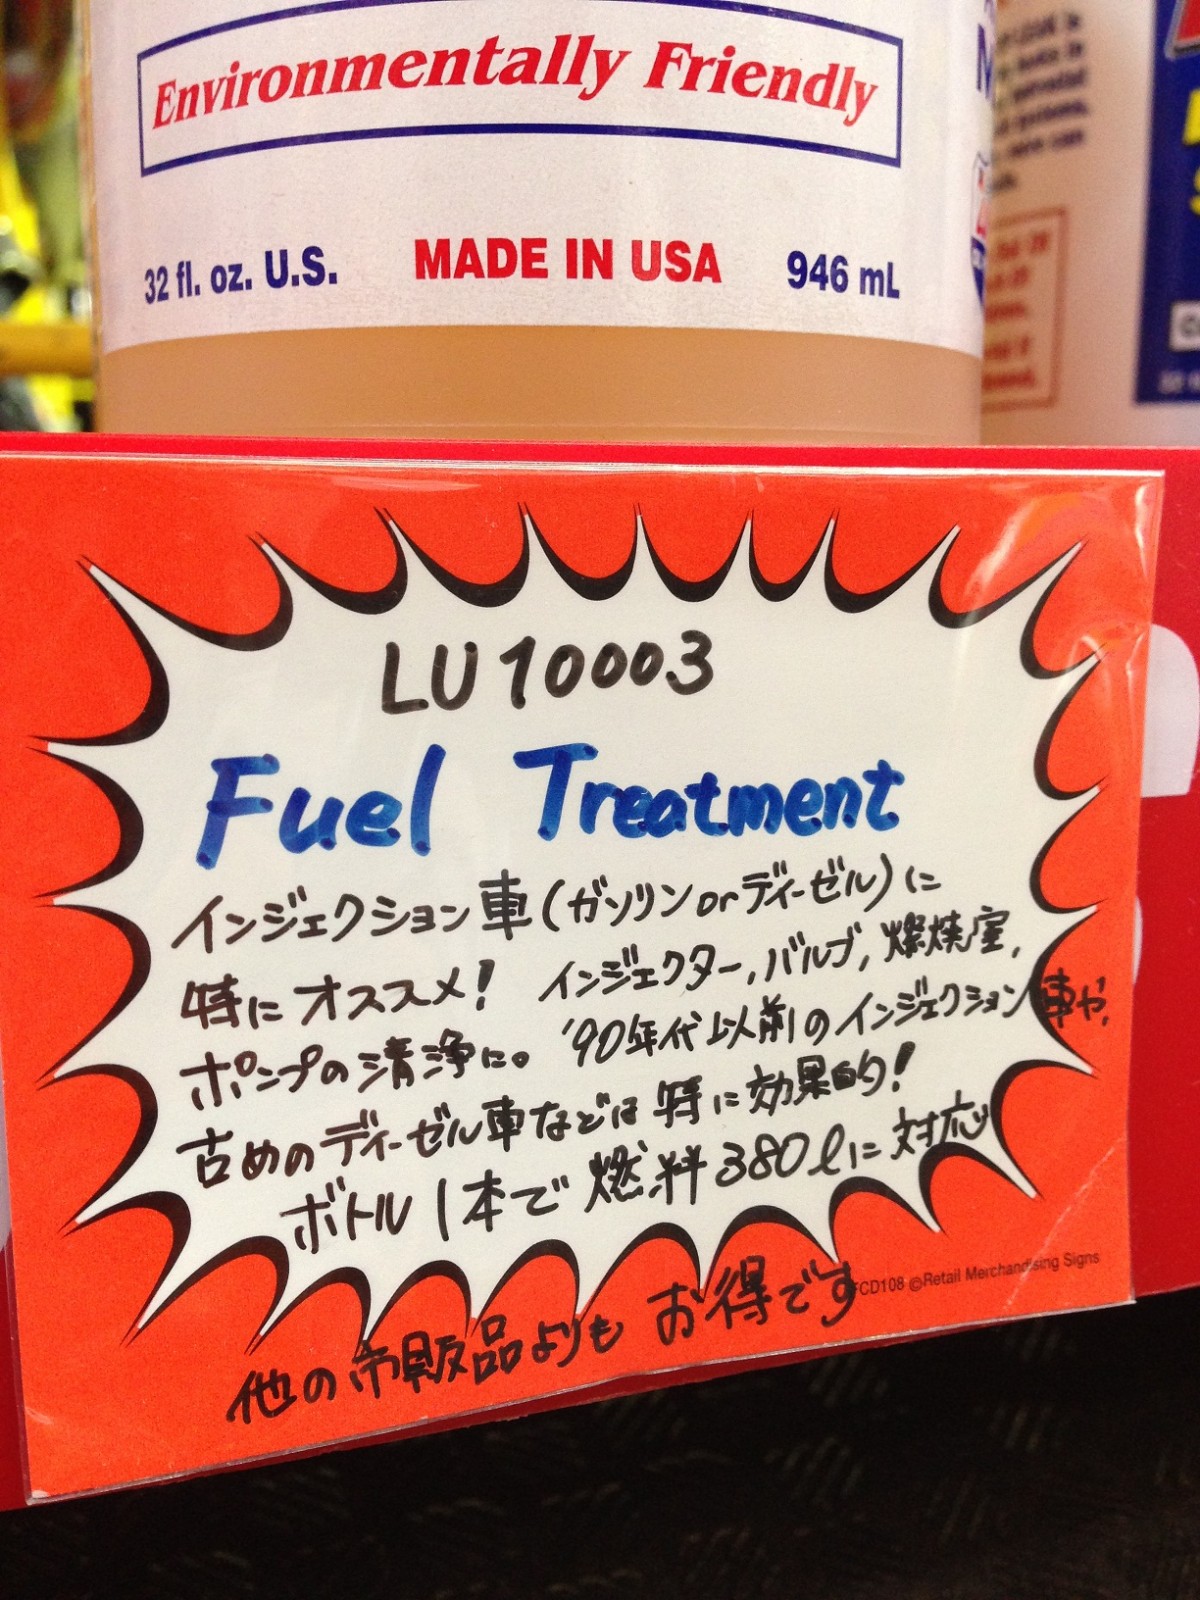 Environmentally Friendly
32 fl. oz. U.S. MADE IN USA 946 mL
LU10003
Fuel Treatment
インジェクション車(ガソリンorディーゼル)に
特にオススメ! インジェクター,バルブ,燃焼室,
ポンプの清浄に。'90年代以前のインジェクション車や,
古めのディーゼル車などは特に効果的!
ボトル1本で燃料380ℓに対応
他の市販品よりもお得です
FCD108 ©Retail Merchandising Signs